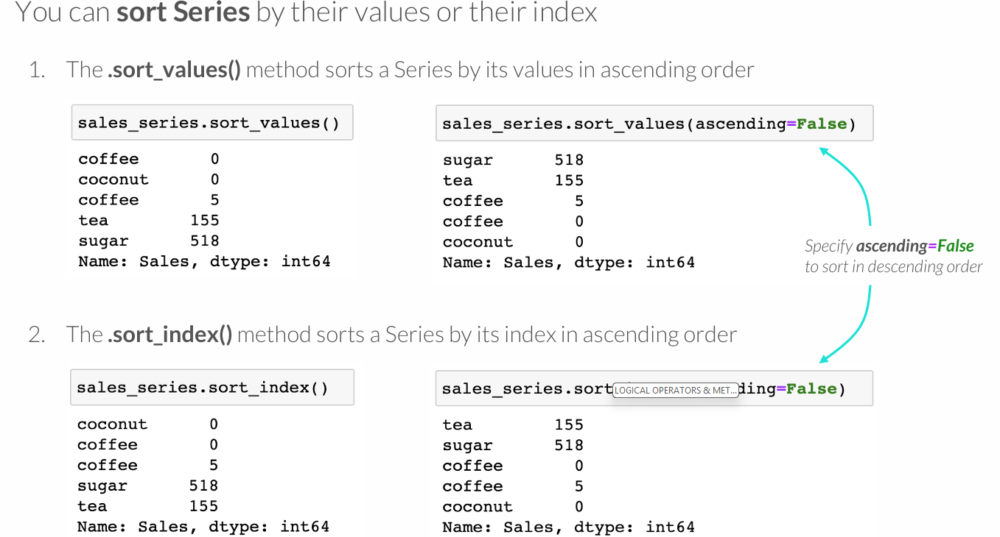 You can sort Series by their values or their index
1. The .sort_values() method sorts a Series by its values in ascending order
sales_series.sort_values()
coffee 0
coconut 0
coffee 5
tea 155
sugar 518
Name: Sales, dtype: int64
sales_series.sort_values(ascending=False)
sugar 518
tea 155
coffee 5
coffee 0
coconut 0
Name: Sales, dtype: int64
Specify ascending=False
to sort in descending order
2. The .sort_index() method sorts a Series by its index in ascending order
sales_series.sort_index()
coconut 0
coffee 0
coffee 5
sugar 518
tea 155
Name: Sales, dtype: int64
sales_series.sort LOGICAL OPERATORS & MET... ding=False)
tea 155
sugar 518
coffee 0
coffee 5
coconut 0
Name: Sales, dtype: int64